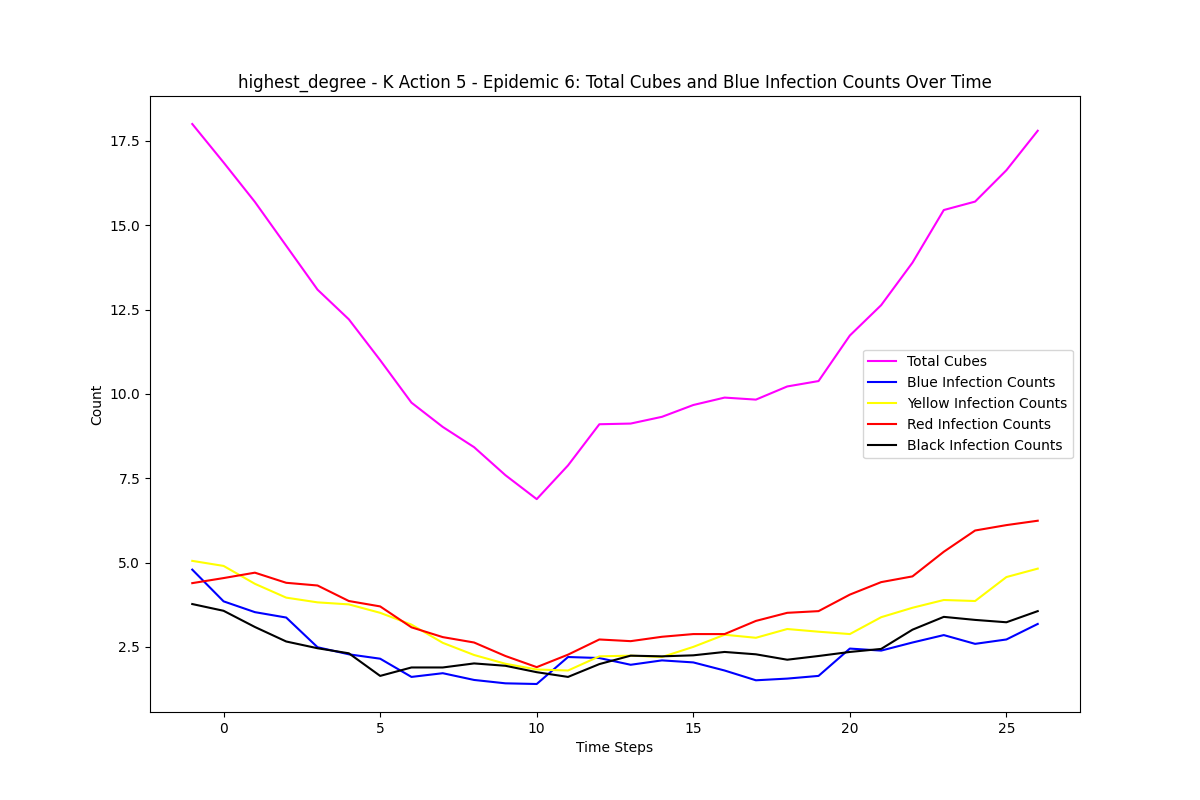 highest_degree - K Action 5 - Epidemic 6: Total Cubes and Blue Infection Counts Over Time
17.5
15.0
12.5
10.0
7.5
5.0
2.5
Count
Total Cubes
Blue Infection Counts
Yellow Infection Counts
Red Infection Counts
Black Infection Counts
0 5 10 15 20 25
Time Steps